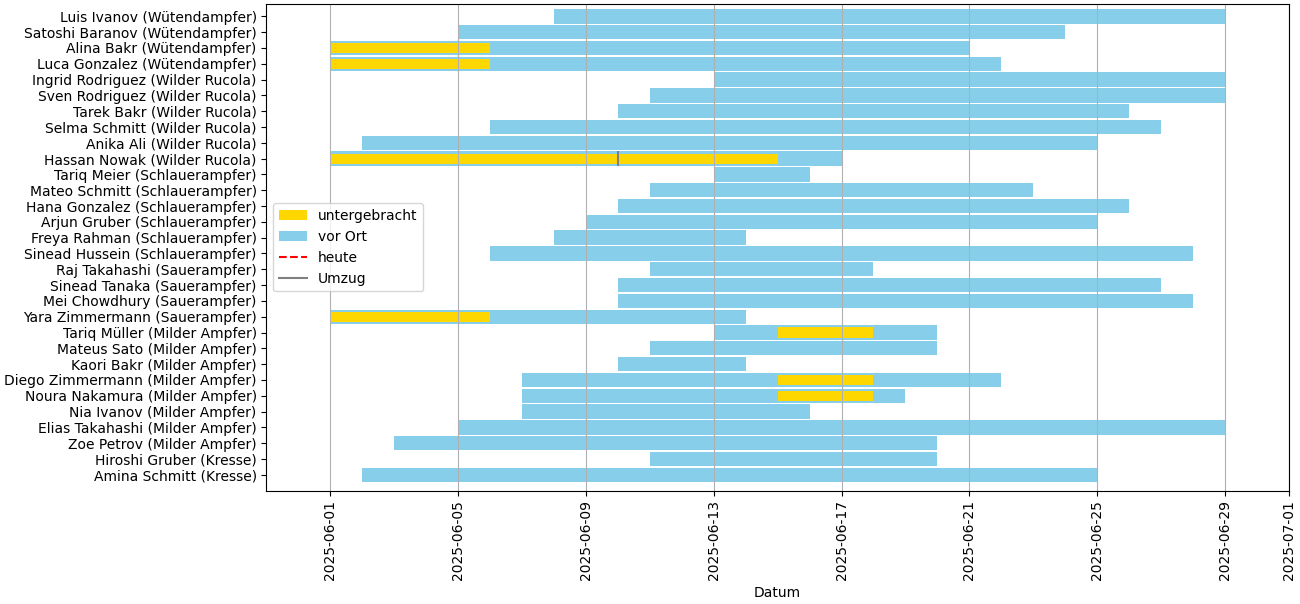 Luis Ivanov (Wütendampfer)
Satoshi Baranov (Wütendampfer)
Alina Bakr (Wütendampfer)
Luca Gonzalez (Wütendampfer)
Ingrid Rodriguez (Wilder Rucola)
Sven Rodriguez (Wilder Rucola)
Tarek Bakr (Wilder Rucola)
Selma Schmitt (Wilder Rucola)
Anika Ali (Wilder Rucola)
Hassan Nowak (Wilder Rucola)
Tariq Meier (Schlauerampfer)
Mateo Schmitt (Schlauerampfer)
Hana Gonzalez (Schlauerampfer)
Arjun Gruber (Schlauerampfer)
Freya Rahman (Schlauerampfer)
Sinead Hussein (Schlauerampfer)
Raj Takahashi (Sauerampfer)
Sinead Tanaka (Sauerampfer)
Mei Chowdhury (Sauerampfer)
Yara Zimmermann (Sauerampfer)
Tariq Müller (Milder Ampfer)
Mateus Sato (Milder Ampfer)
Kaori Bakr (Milder Ampfer)
Diego Zimmermann (Milder Ampfer)
Noura Nakamura (Milder Ampfer)
Nia Ivanov (Milder Ampfer)
Elias Takahashi (Milder Ampfer)
Zoe Petrov (Milder Ampfer)
Hiroshi Gruber (Kresse)
Amina Schmitt (Kresse)
untergebracht
vor Ort
heute
Umzug
2025-06-01
2025-06-05
2025-06-09
2025-06-13
2025-06-17
2025-06-21
2025-06-25
2025-06-29
2025-07-01
Datum